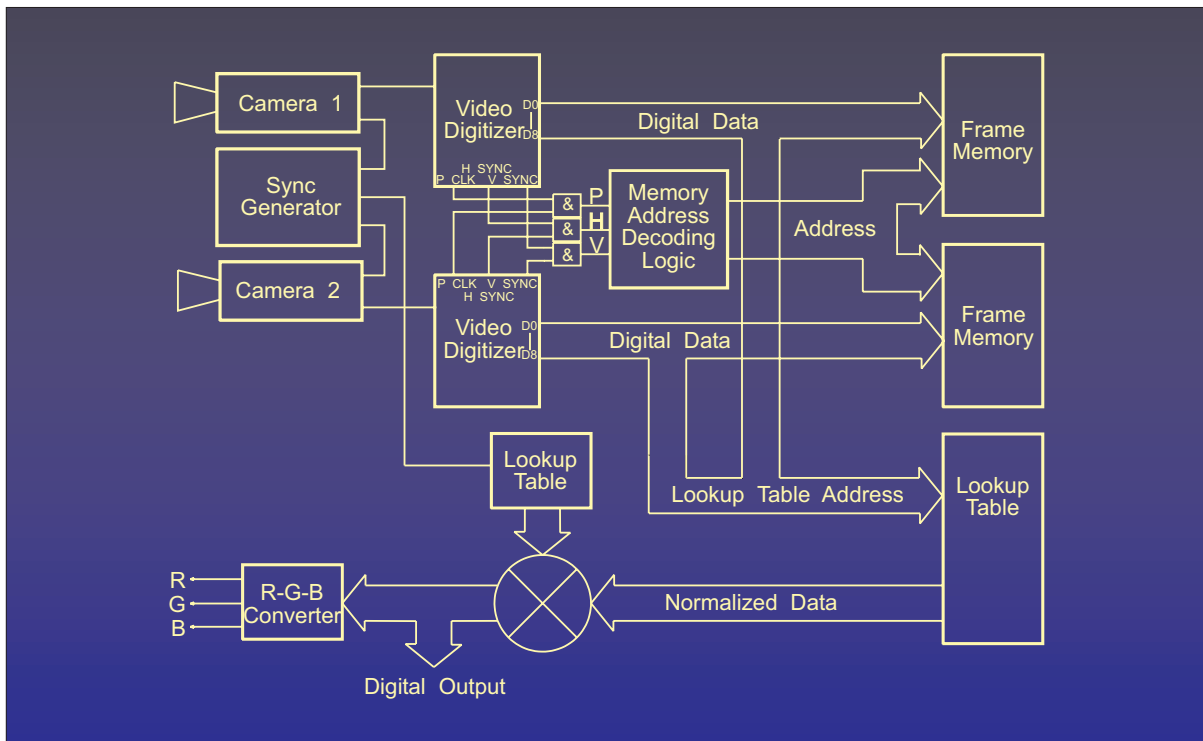 Camera 1
Sync
Generator
Camera 2
Video
Digitizer
D0
D8
H SYNC
P CLK V SYNC
&
&
&
P
H
V
Memory
Address
Decoding
Logic
Digital Data
Address
Frame
Memory
P CLK V SYNC
H SYNC
Video
Digitizer
D0
D8
Digital Data
Frame
Memory
Lookup
Table
Lookup Table Address
Lookup
Table
R
G
B
R-G-B
Converter
Normalized Data
Digital Output